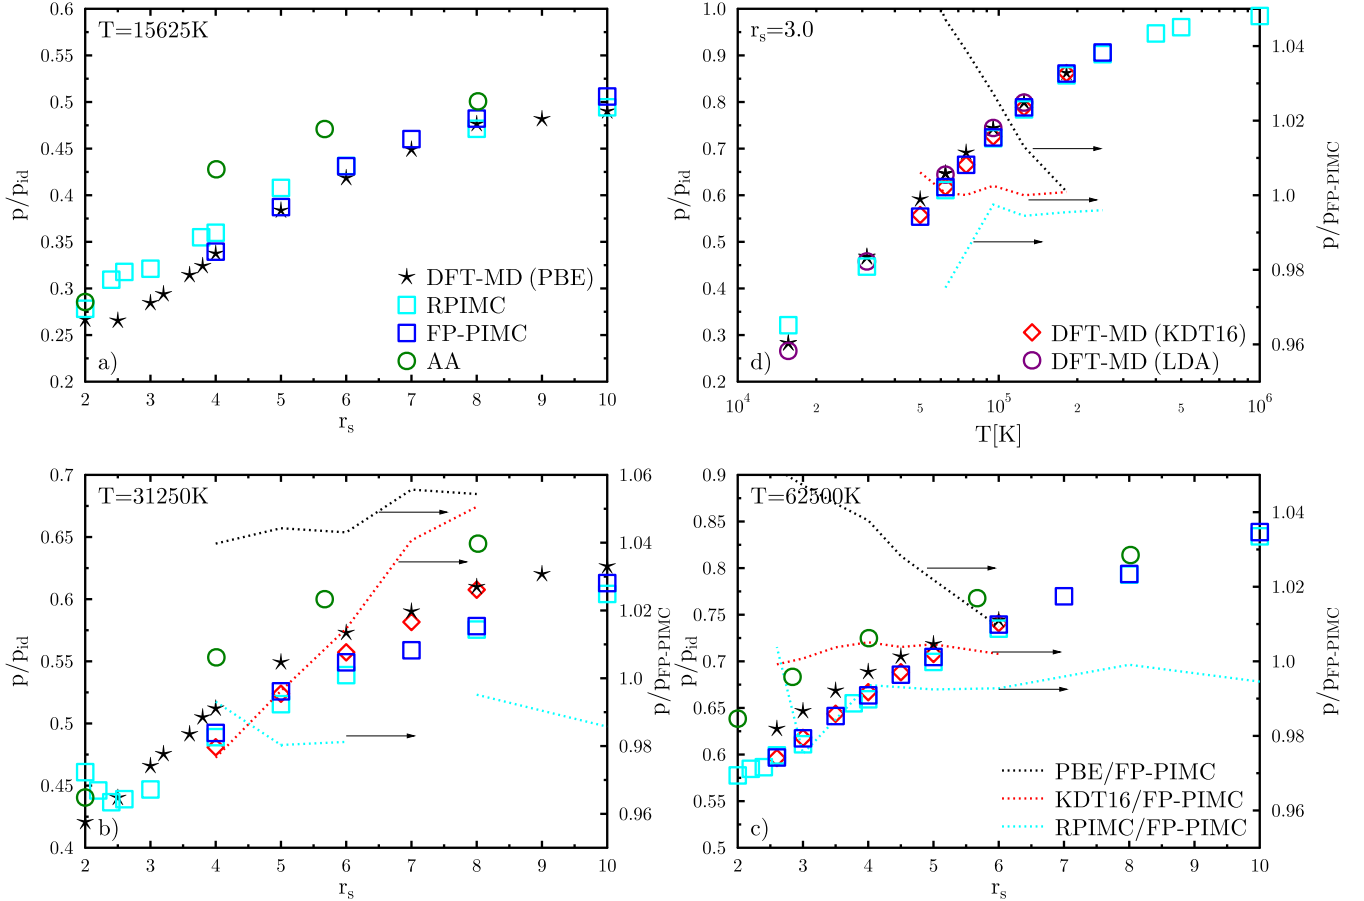 T=15625K
0.6
0.5
0.45
0.4
0.35
0.3
0.25
0.2
p/p_id
2 3 4 5 6 7 8 9 10
r_s
DFT-MD (PBE)
RPIMC
FP-PIMC
AA
a)
r_s=3.0
1.0
0.9
0.8
0.7
0.6
0.5
0.4
0.3
0.2
p/p_id
1.04
1.02
1.0
0.98
0.96
p/p_FP-PIMC
DFT-MD (KDT16)
DFT-MD (LDA)
d)
10^4 2 5 10^5 2 5 10^6
T[K]
T=31250K
0.7
0.65
0.6
0.55
0.5
0.45
0.4
p/p_id
1.06
1.04
1.02
1.0
0.98
0.96
p/p_FP-PIMC
b)
2 3 4 5 6 7 8 9 10
r_s
T=62500K
0.9
0.85
0.8
0.75
0.7
0.65
0.6
0.55
0.5
p/p_id
1.04
1.02
1.00
0.98
0.96
p/p_FP-PIMC
PBE/FP-PIMC
KDT16/FP-PIMC
RPIMC/FP-PIMC
c)
2 3 4 5 6 7 8 10
r_s